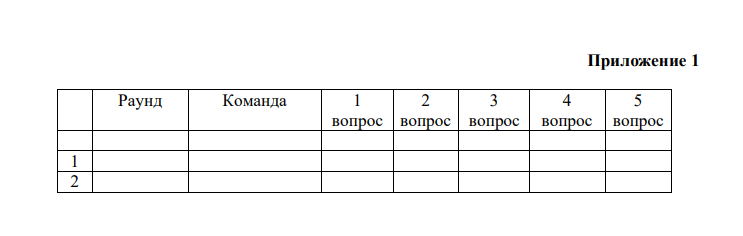 Приложение 1
Раунд Команда 1 2 3 4 5
вопрос вопрос вопрос вопрос вопрос
1
2